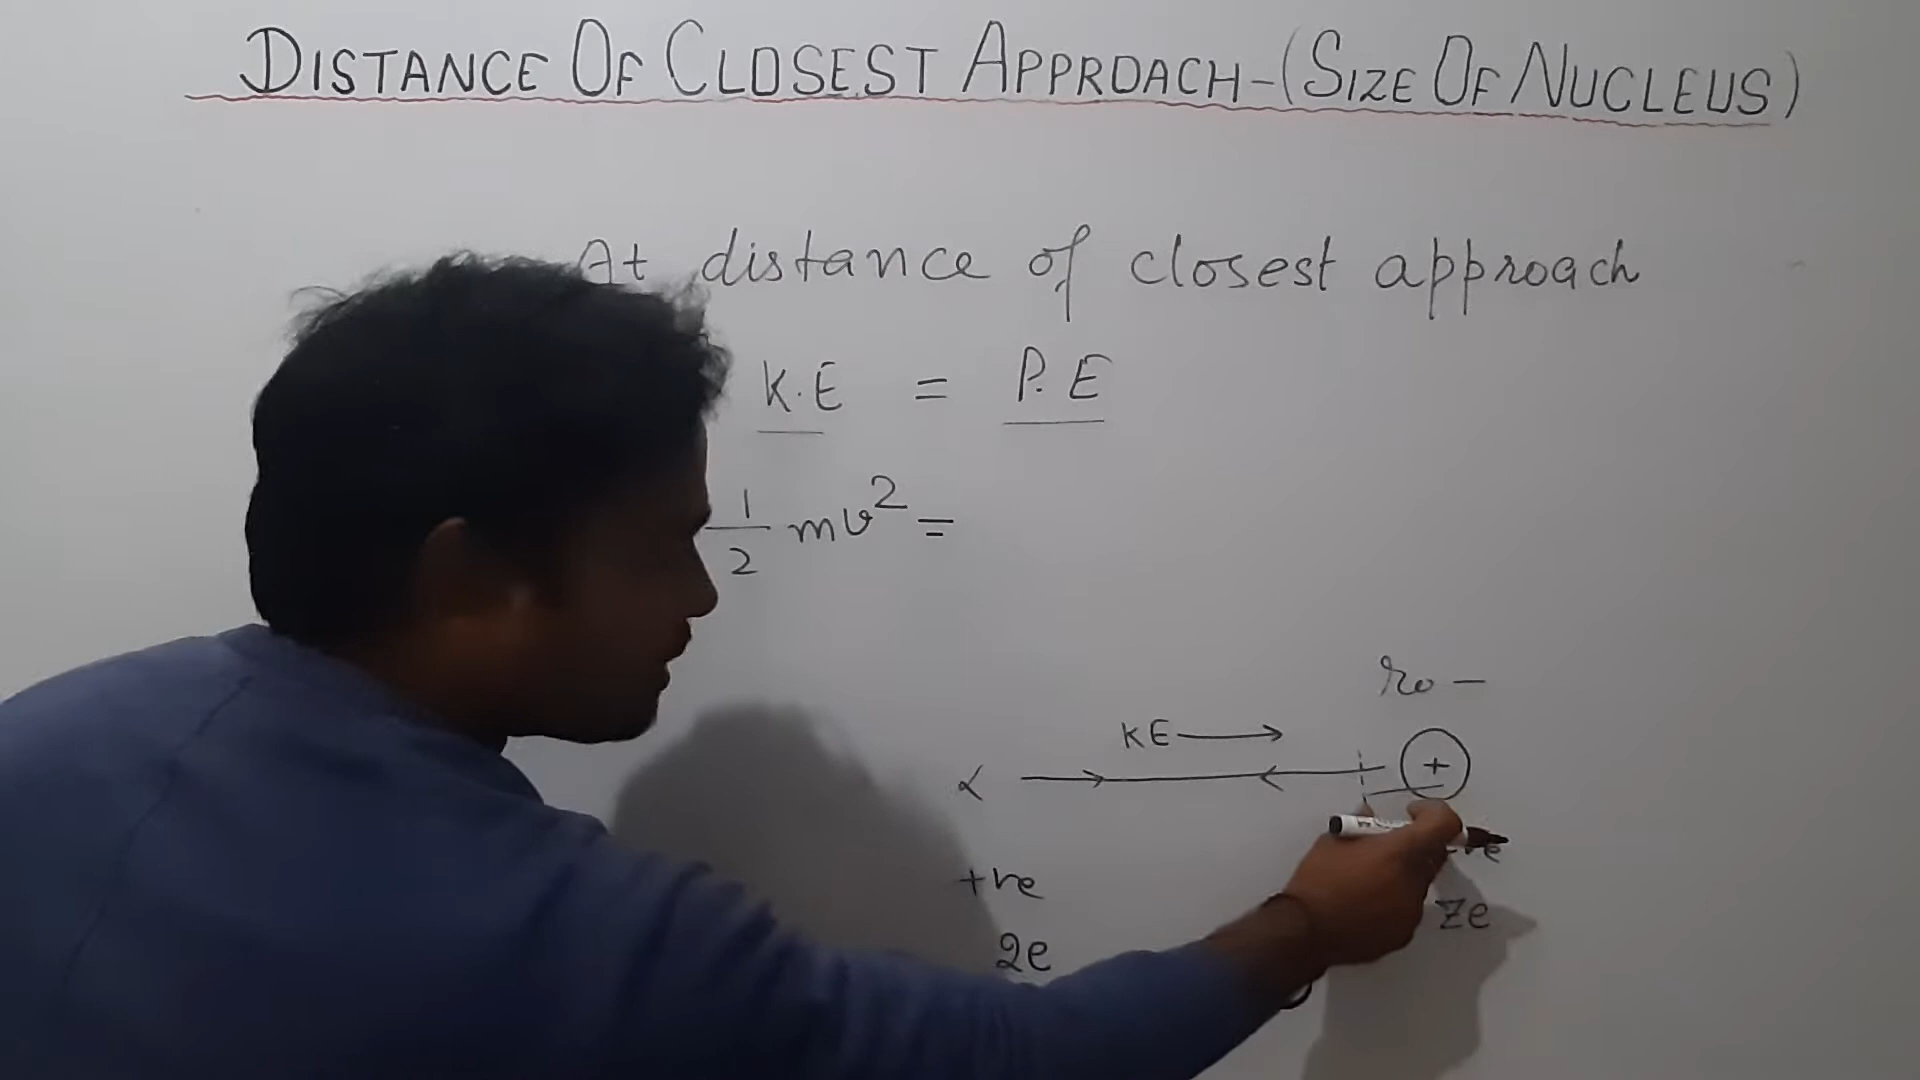 DISTANCE OF CLOSEST APPROACH-(SIZE OF NUCLEUS)
At distance of closest approach
K.E = P.E
1/2 mv² =
r₀ –
KE →
α +
+ve
2e Ze